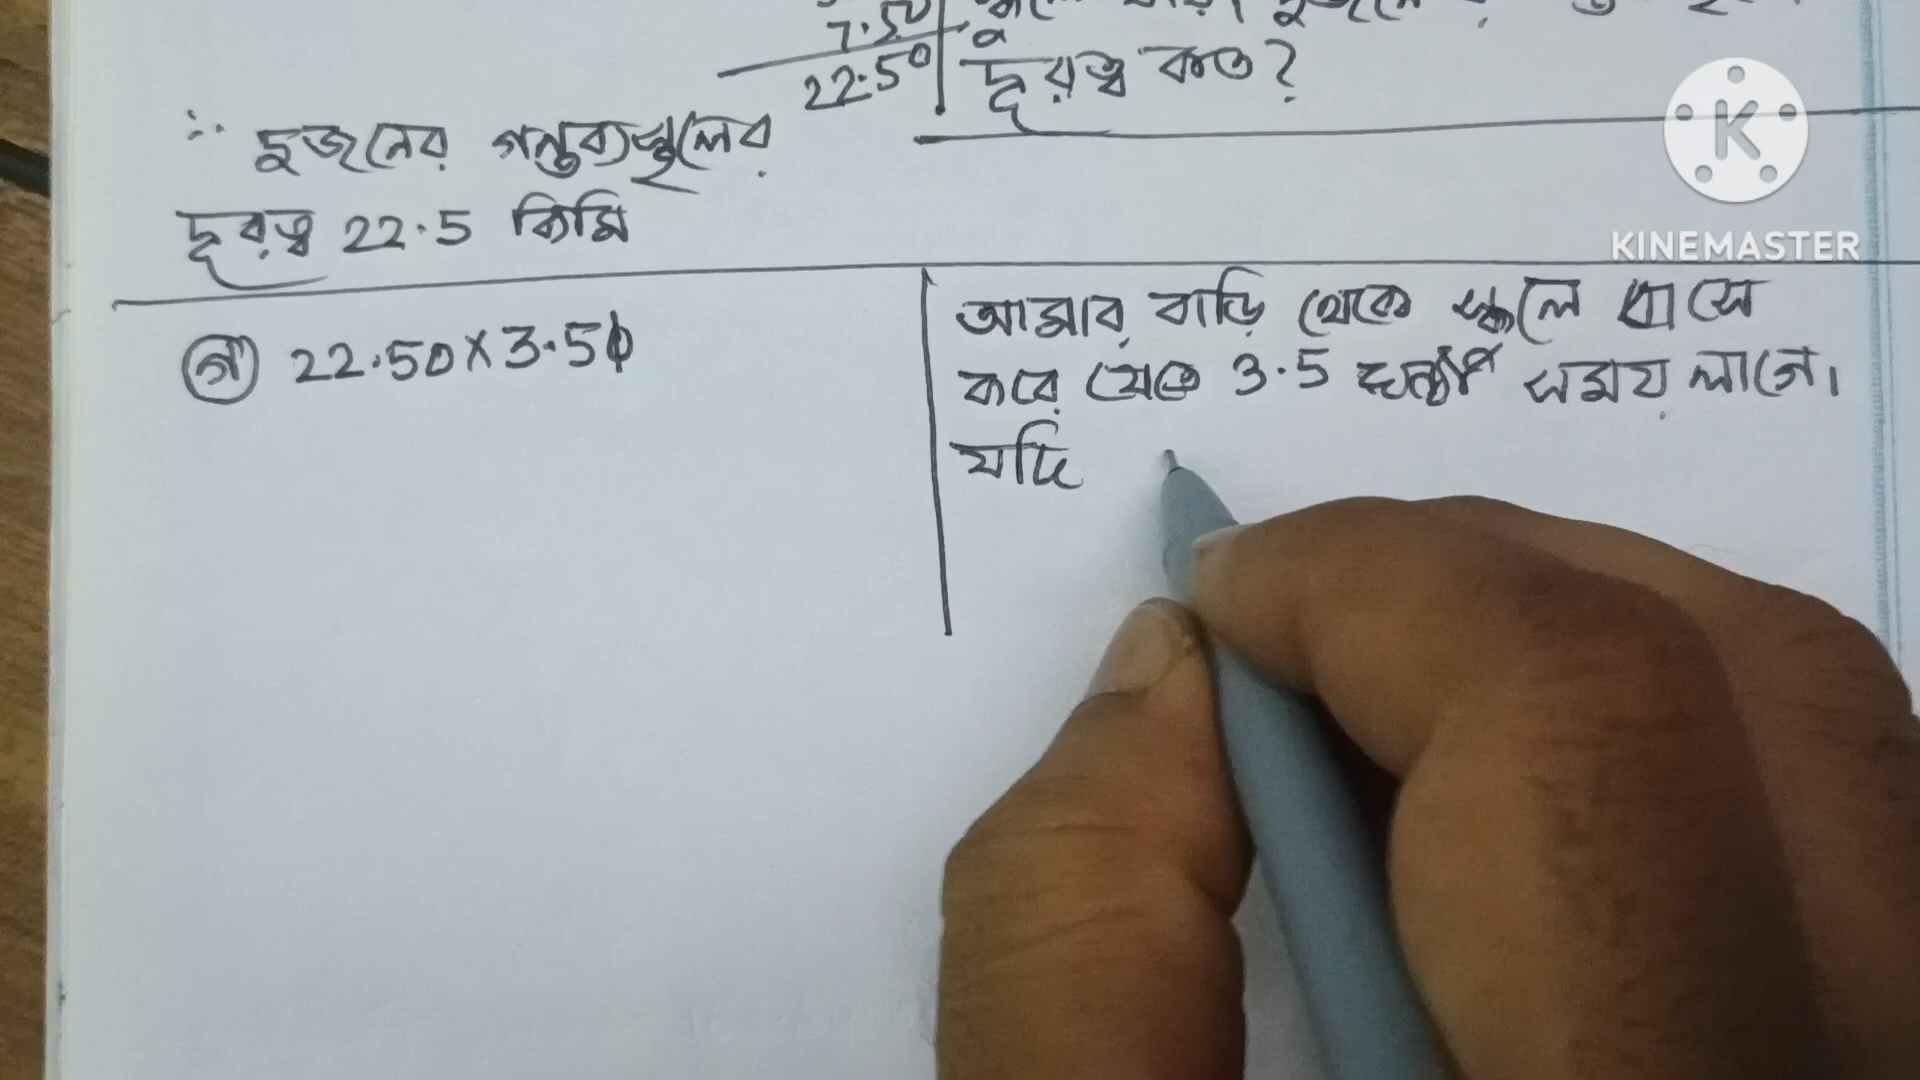 7.50
22.50
দূরত্ব কত?
∴ দুজনের গন্তব্যস্থলের
দূরত্ব 22.5 কিমি
KINEMASTER
গ 22.50×3.50
আমার বাড়ি থেকে স্কুলে বাসে
করে যেতে 3.5 ঘন্টা সময় লাগে।
যদি